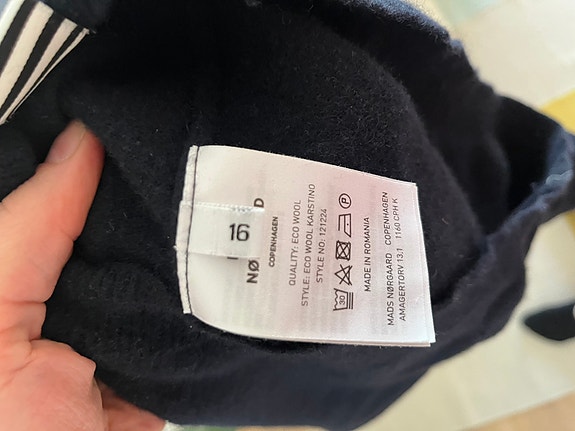 16
COPENHAGEN
QUALITY: ECO WOOL
STYLE: ECO WOOL KARSTINO
STYLE NO: 121224
30
P
MADE IN ROMANIA
MADS NØRGAARD COPENHAGEN
AMAGERTORV 13,1 1160 CPH K